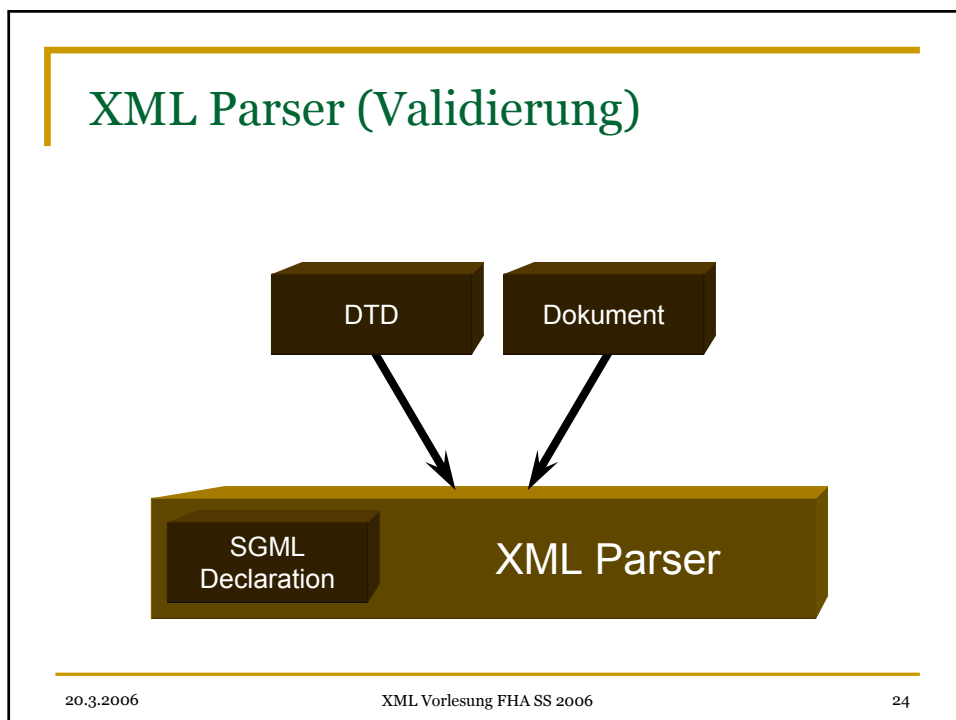 XML Parser (Validierung)
DTD
Dokument
SGML
Declaration
XML Parser
20.3.2006
XML Vorlesung FHA SS 2006
24